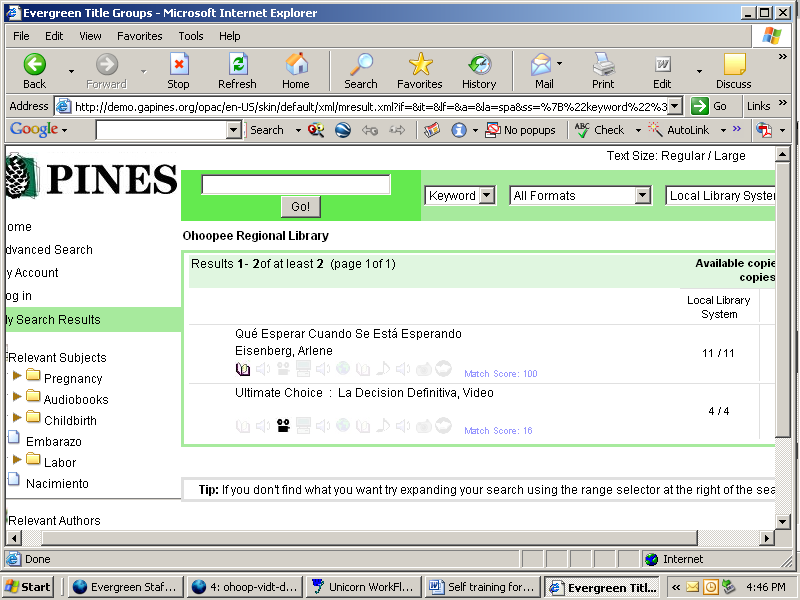 Evergreen Title Groups - Microsoft Internet Explorer
File Edit View Favorites Tools Help
Back Forward Stop Refresh Home Search Favorites History Mail Print Edit Discuss »
Address http://demo.gapines.org/opac/en-US/skin/default/xml/mresult.xml?if=&it=&lf=&a=&la=spa&ss=%7B%22keyword%22%3 Go Links »
Google Search No popups ABC Check AutoLink »
Text Size: Regular / Large
PINES
Go!
Keyword All Formats Local Library System
ome
dvanced Search
y Account
og in
y Search Results
Relevant Subjects
Pregnancy
Audiobooks
Childbirth
Embarazo
Labor
Nacimiento
Relevant Authors
Ohoopee Regional Library
Results 1- 2of at least 2 (page 1 of 1)
Available copie
copies
Local Library
System
Qué Esperar Cuando Se Está Esperando
Eisenberg, Arlene
Match Score: 100
11 / 11
Ultimate Choice : La Decision Definitiva, Video
Match Score: 16
4 / 4
Tip: If you don't find what you want try expanding your search using the range selector at the right of the sea
Done Internet
Start Evergreen Staf... 4: ohoop-vidt-d... Unicorn WorkFl... Self training for... Evergreen Titl... « 4:46 PM